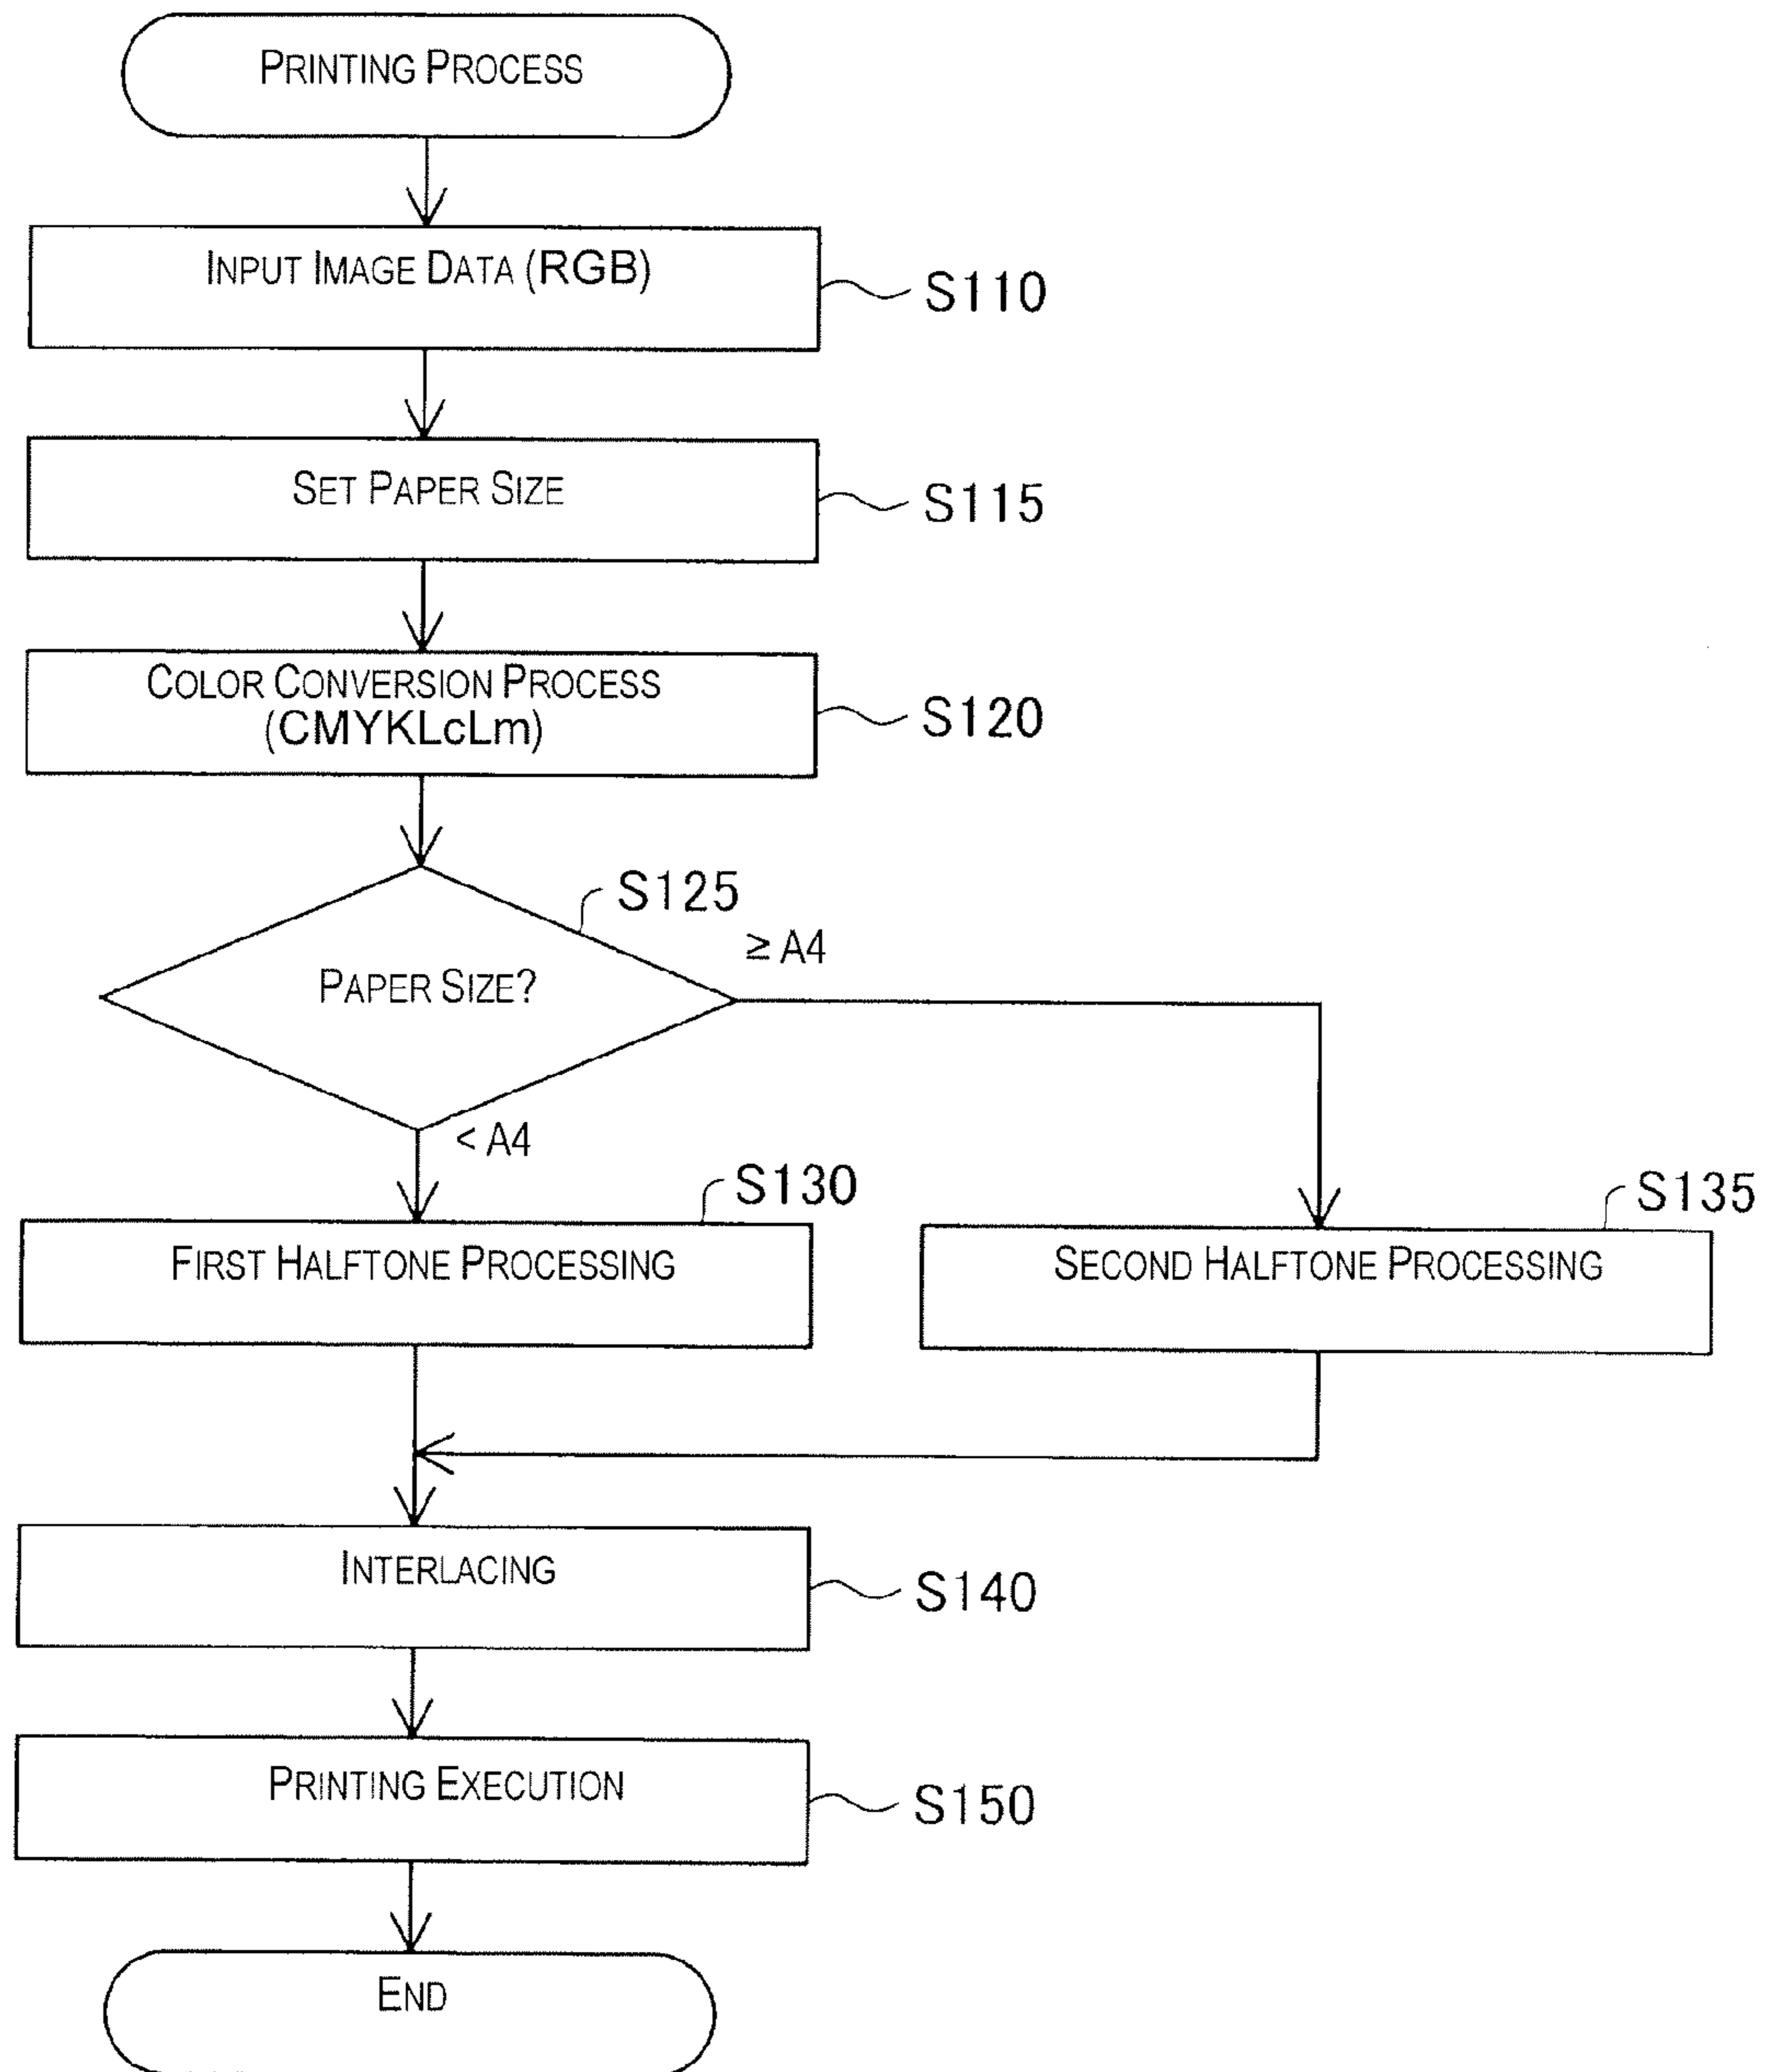 PRINTING PROCESS
INPUT IMAGE DATA (RGB)
S110
SET PAPER SIZE
S115
COLOR CONVERSION PROCESS
(CMYKLcLm)
S120
S125
≥ A4
PAPER SIZE?
< A4
S130
FIRST HALFTONE PROCESSING
S135
SECOND HALFTONE PROCESSING
INTERLACING
S140
PRINTING EXECUTION
S150
END